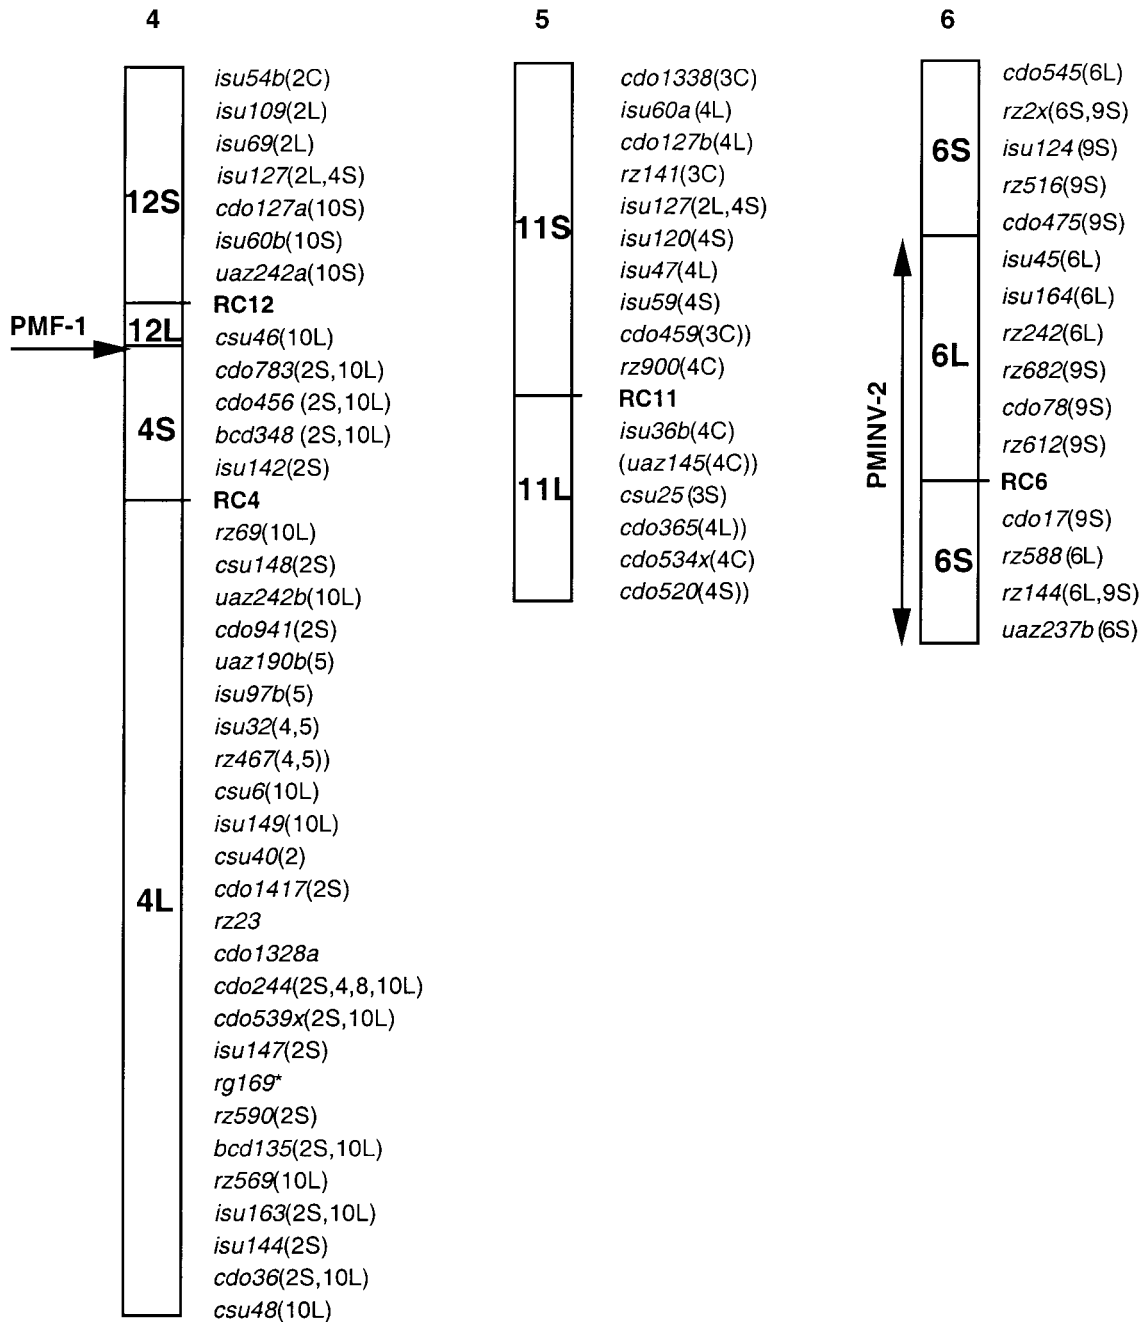 4
isu54b(2C)
isu109(2L)
isu69(2L)
isu127(2L,4S)
12S
cdo127a(10S)
isu60b(10S)
uaz242a(10S)
RC12
PMF-1
12L
csu46(10L)
cdo783(2S,10L)
cdo456 (2S,10L)
4S
bcd348 (2S,10L)
isu142(2S)
RC4
rz69(10L)
csu148(2S)
uaz242b(10L)
cdo941(2S)
uaz190b(5)
isu97b(5)
isu32(4,5)
rz467(4,5))
csu6(10L)
isu149(10L)
csu40(2)
cdo1417(2S)
4L
rz23
cdo1328a
cdo244(2S,4,8,10L)
cdo539x(2S,10L)
isu147(2S)
rg169*
rz590(2S)
bcd135(2S,10L)
rz569(10L)
isu163(2S,10L)
isu144(2S)
cdo36(2S,10L)
csu48(10L)
5
cdo1338(3C)
isu60a(4L)
cdo127b(4L)
rz141(3C)
isu127(2L,4S)
11S
isu120(4S)
isu47(4L)
isu59(4S)
cdo459(3C))
rz900(4C)
RC11
isu36b(4C)
(uaz145(4C))
11L
csu25(3S)
cdo365(4L))
cdo534x(4C)
cdo520(4S))
6
cdo545(6L)
rz2x(6S,9S)
6S
isu124(9S)
rz516(9S)
cdo475(9S)
isu45(6L)
isu164(6L)
rz242(6L)
6L
rz682(9S)
cdo78(9S)
rz612(9S)
PMINV-2
RC6
cdo17(9S)
6S
rz588(6L)
rz144(6L,9S)
uaz237b(6S)